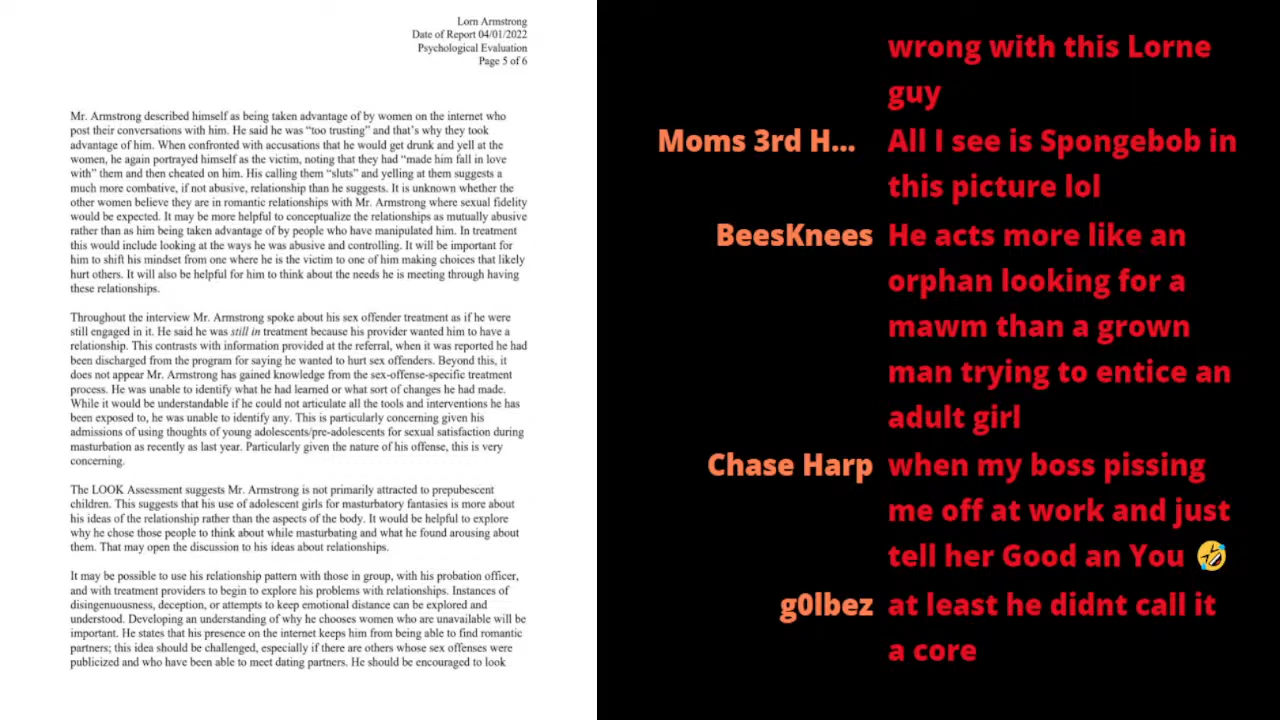 Lorn Armstrong
Date of Report 04/01/2022
Psychological Evaluation
Page 5 of 6
Mr. Armstrong described himself as being taken advantage of by women on the internet who
post their conversations with him. He said he was “too trusting” and that’s why they took
advantage of him. When confronted with accusations that he would get drunk and yell at the
women, he again portrayed himself as the victim, noting that they had “made him fall in love
with” them and then cheated on him. His calling them “sluts” and yelling at them suggests a
much more combative, if not abusive, relationship than he suggests. It is unknown whether the
other women believe they are in romantic relationships with Mr. Armstrong where sexual fidelity
would be expected. It may be more helpful to conceptualize the relationships as mutually abusive
rather than as him being taken advantage of by people who have manipulated him. In treatment
this would include looking at the ways he was abusive and controlling. It will be important for
him to shift his mindset from one where he is the victim to one of him making choices that likely
hurt others. It will also be helpful for him to think about the needs he is meeting through having
these relationships.
Throughout the interview Mr. Armstrong spoke about his sex offender treatment as if he were
still engaged in it. He said he was still in treatment because his provider wanted him to have a
relationship. This contrasts with information provided at the referral, when it was reported he had
been discharged from the program for saying he wanted to hurt sex offenders. Beyond this, it
does not appear Mr. Armstrong has gained knowledge from the sex-offense-specific treatment
process. He was unable to identify what he had learned or what sort of changes he had made.
While it would be understandable if he could not articulate all the tools and interventions he has
been exposed to, he was unable to identify any. This is particularly concerning given his
admissions of using thoughts of young adolescents/pre-adolescents for sexual satisfaction during
masturbation as recently as last year. Particularly given the nature of his offense, this is very
concerning.
The LOOK Assessment suggests Mr. Armstrong is not primarily attracted to prepubescent
children. This suggests that his use of adolescent girls for masturbatory fantasies is more about
his ideas of the relationship rather than the aspects of the body. It would be helpful to explore
why he chose those people to think about while masturbating and what he found arousing about
them. That may open the discussion to his ideas about relationships.
It may be possible to use his relationship pattern with those in group, with his probation officer,
and with treatment providers to begin to explore his problems with relationships. Instances of
disingenuousness, deception, or attempts to keep emotional distance can be explored and
understood. Developing an understanding of why he chooses women who are unavailable will be
important. He states that his presence on the internet keeps him from being able to find romantic
partners; this idea should be challenged, especially if there are others whose sex offenses were
publicized and who have been able to meet dating partners. He should be encouraged to look
wrong with this Lorne
guy
Moms 3rd H... All I see is Spongebob in
this picture lol
BeesKnees He acts more like an
orphan looking for a
mawm than a grown
man trying to entice an
adult girl
Chase Harp when my boss pissing
me off at work and just
tell her Good an You 🤣
g0lbez at least he didnt call it
a core